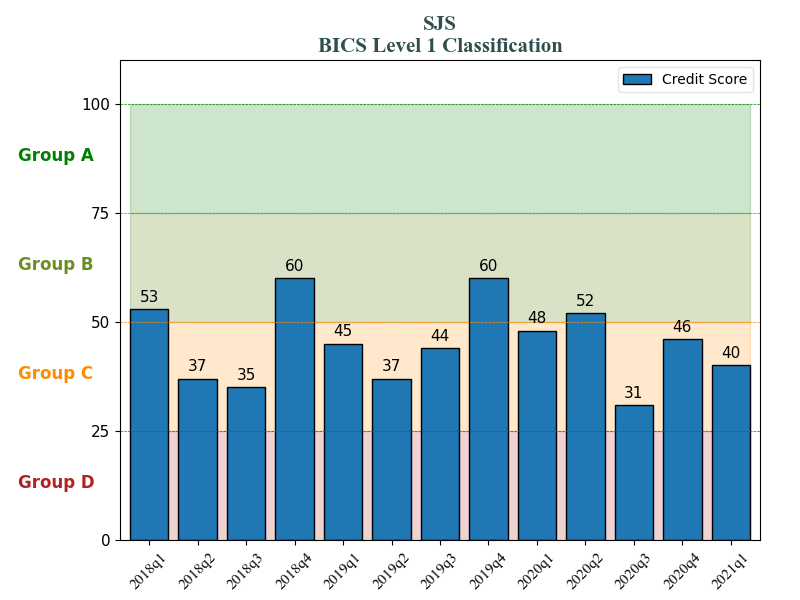 SJS
BICS Level 1 Classification
Credit Score
100
Group A
75
Group B
50
Group C
25
Group D
0
53
37
35
60
45
37
44
60
48
52
31
46
40
2018q1
2018q2
2018q3
2018q4
2019q1
2019q2
2019q3
2019q4
2020q1
2020q2
2020q3
2020q4
2021q1